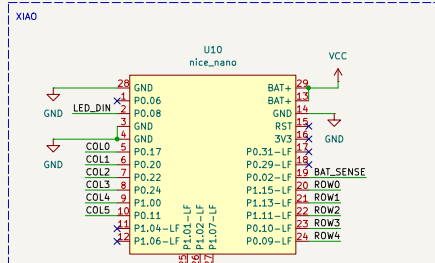 XIAO
U10
nice_nano
VCC
28 GND BAT+ 29
1 P0.06 BAT+ 13
LED_DIN 2 P0.08 GND 14
GND 3 GND RST 15 GND
4 GND 3V3 16
COL0 5 P0.17 P0.31-LF 17
GND COL1 6 P0.20 P0.29-LF 18
COL2 7 P0.22 P0.02-LF 19 BAT_SENSE
COL3 8 P0.24 P1.15-LF 20 ROW0
COL4 9 P1.00 P1.13-LF 21 ROW1
COL5 10 P0.11 P1.11-LF 22 ROW2
11 P1.04-LF P0.10-LF 23 ROW3
12 P1.06-LF P0.09-LF 24 ROW4
P1.01-LF
P1.02-LF
P1.07-LF